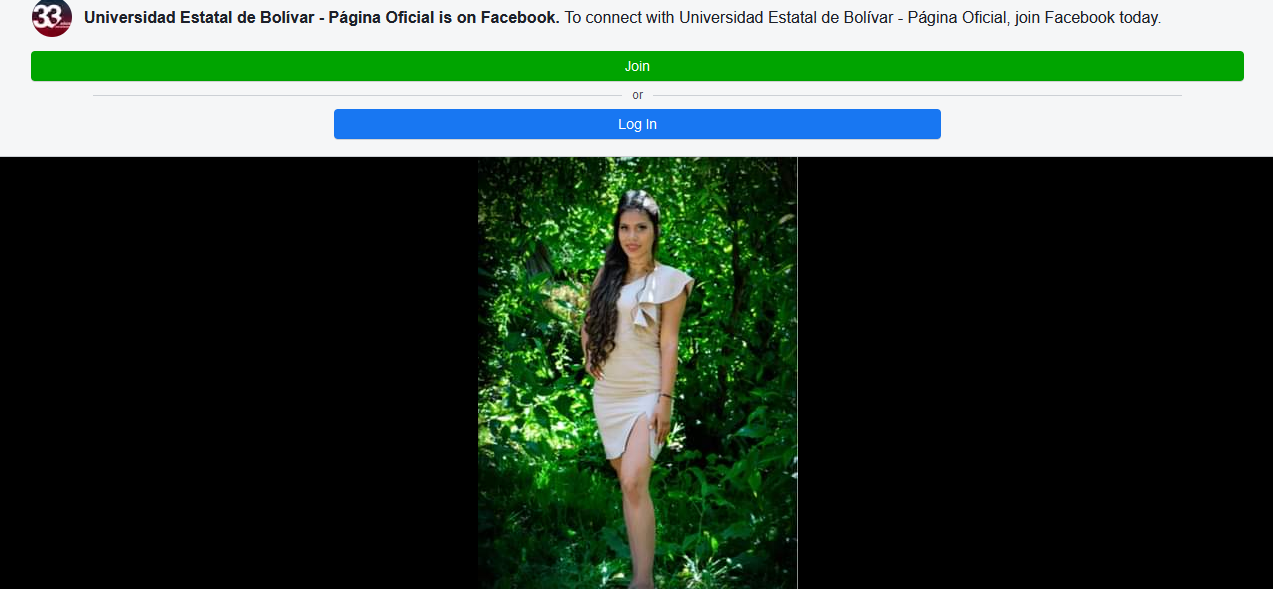 33
Universidad Estatal de Bolívar - Página Oficial is on Facebook. To connect with Universidad Estatal de Bolívar - Página Oficial, join Facebook today.
Join
or
Log In